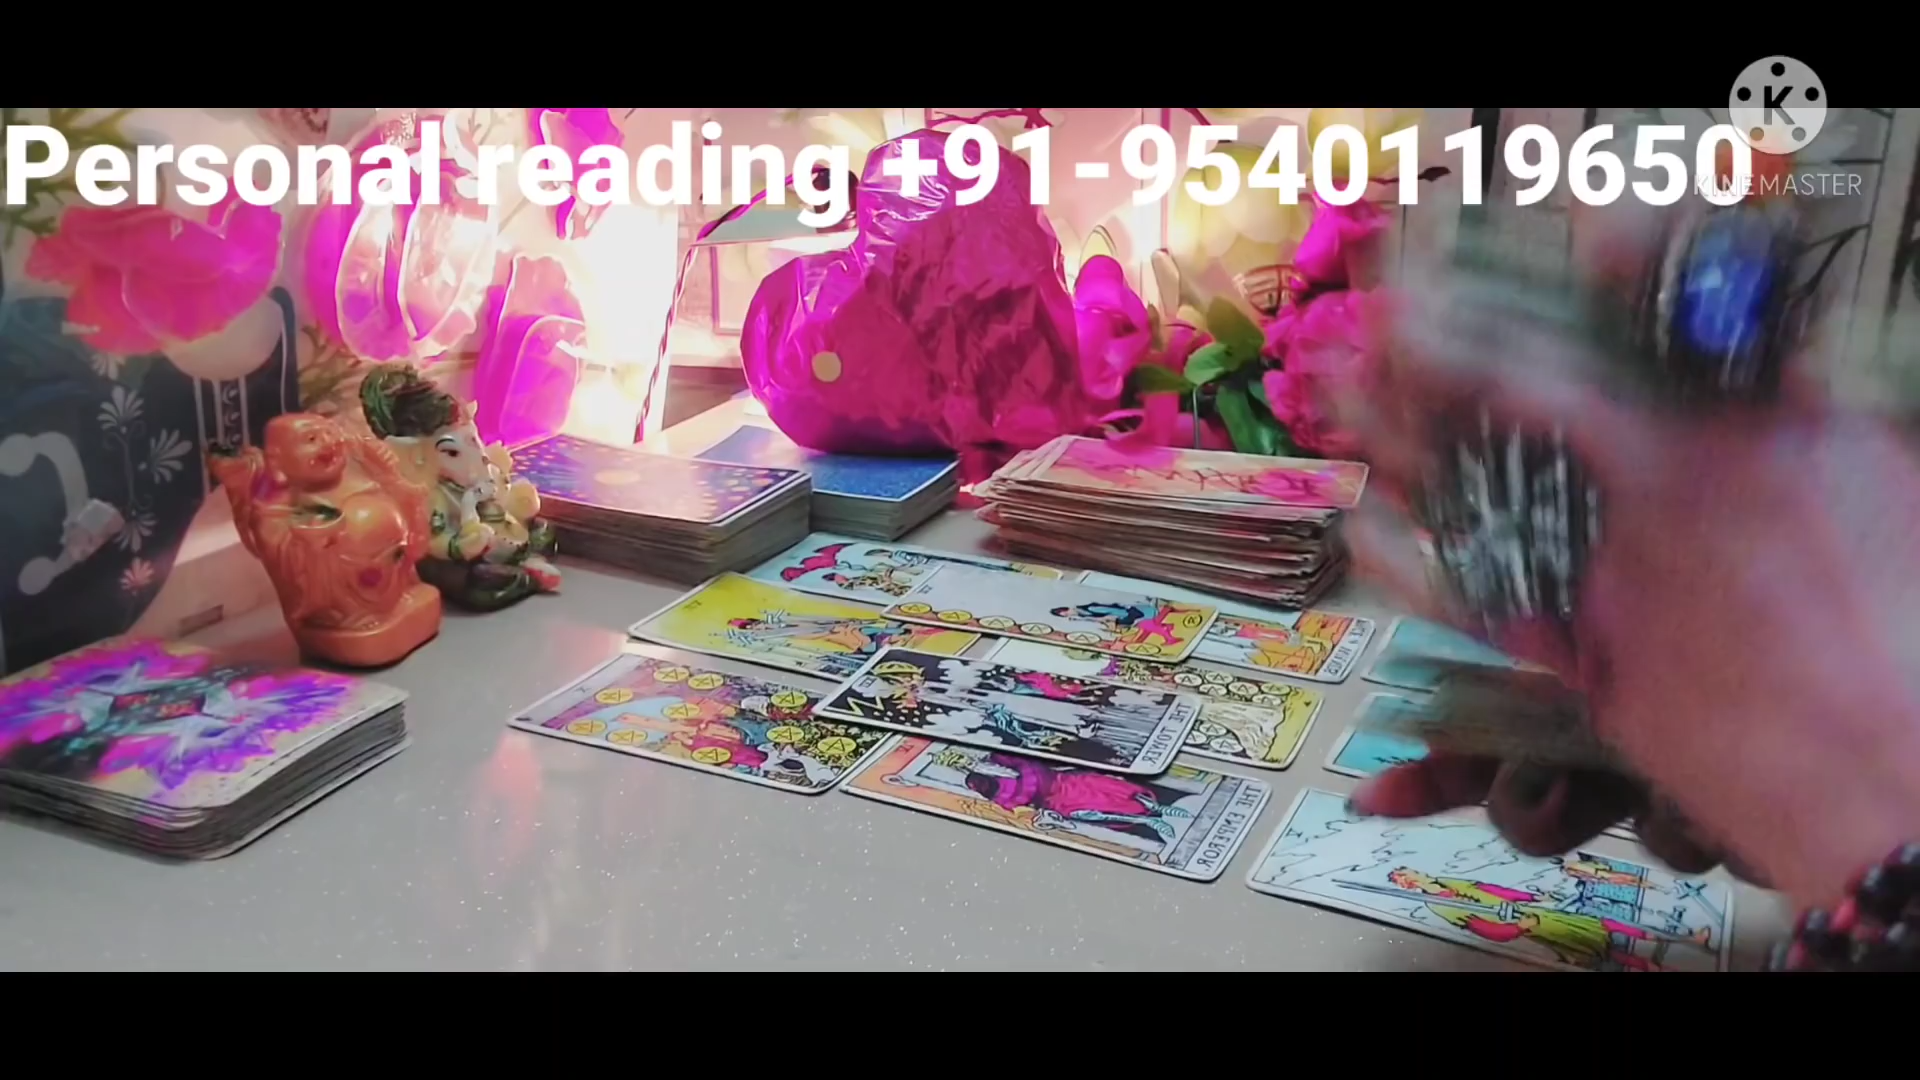 Personal reading +91-9540119650
K
KINEMASTER
THE TOWER.
THE EMPEROR